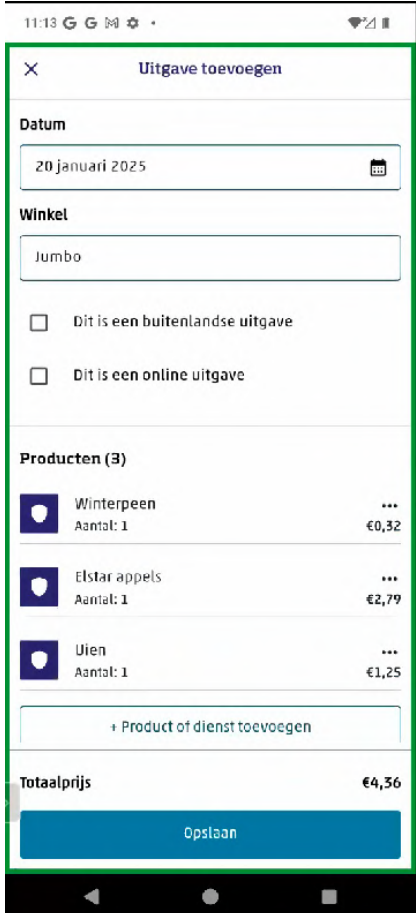 11:13 G G M
Uitgave toevoegen
Datum
20 januari 2025
Winkel
Jumbo
Dit is een buitenlandse uitgave
Dit is een online uitgave
Producten (3)
Winterpeen ...
Aantal: 1 €0,32
Elstar appels ...
Aantal: 1 €2,79
Uien ...
Aantal: 1 €1,25
+ Product of dienst toevoegen
Totaalprijs €4,36
Opslaan